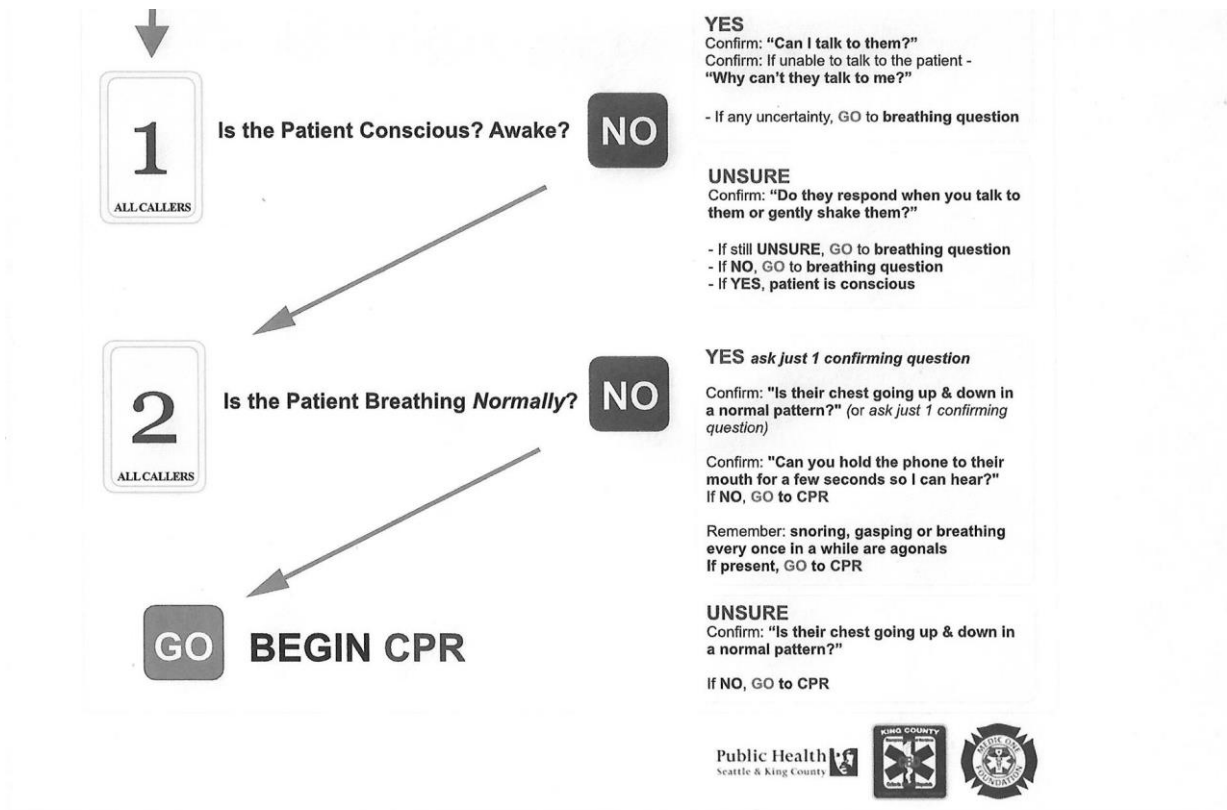 1
ALL CALLERS
Is the Patient Conscious? Awake?
NO
YES
Confirm: “Can I talk to them?”
Confirm: If unable to talk to the patient -
“Why can't they talk to me?”
- If any uncertainty, GO to breathing question
UNSURE
Confirm: “Do they respond when you talk to
them or gently shake them?”
- If still UNSURE, GO to breathing question
- If NO, GO to breathing question
- If YES, patient is conscious
2
ALL CALLERS
Is the Patient Breathing Normally?
NO
YES ask just 1 confirming question
Confirm: "Is their chest going up & down in
a normal pattern?" (or ask just 1 confirming
question)
Confirm: "Can you hold the phone to their
mouth for a few seconds so I can hear?"
If NO, GO to CPR
Remember: snoring, gasping or breathing
every once in a while are agonals
If present, GO to CPR
GO
BEGIN CPR
UNSURE
Confirm: “Is their chest going up & down in
a normal pattern?”
If NO, GO to CPR
Public Health
Seattle & King County
KING COUNTY
MEDIC ONE
FOUNDATION